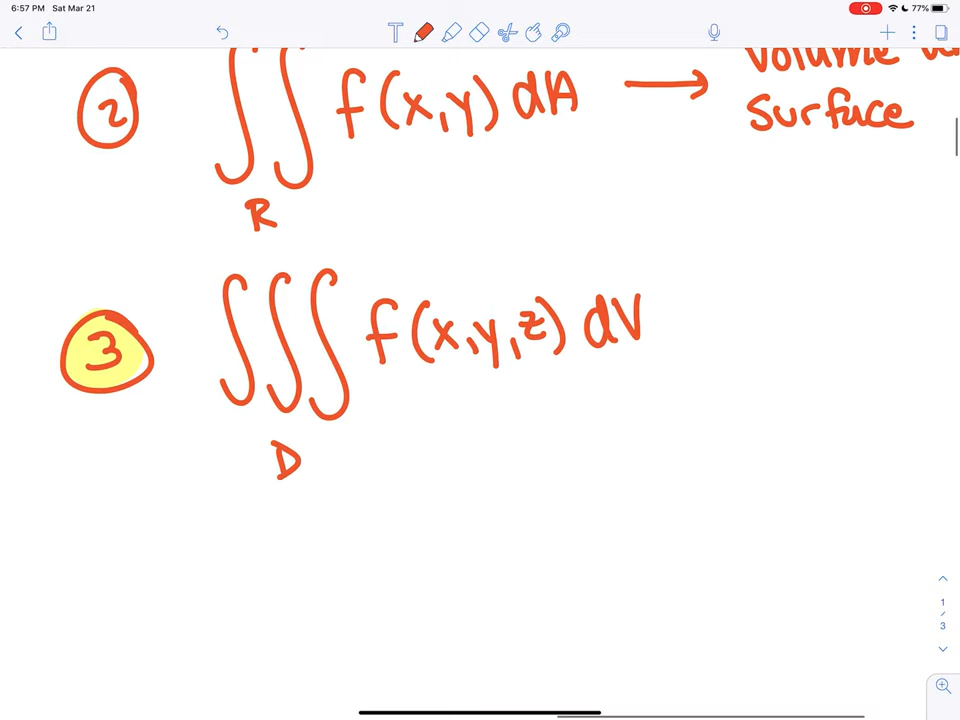 6:57 PM Sat Mar 21
77%
T
② ∫∫ f(x,y) dA → volume
surface
R
③ ∫∫∫ f(x,y,z) dV
D
1
/
3